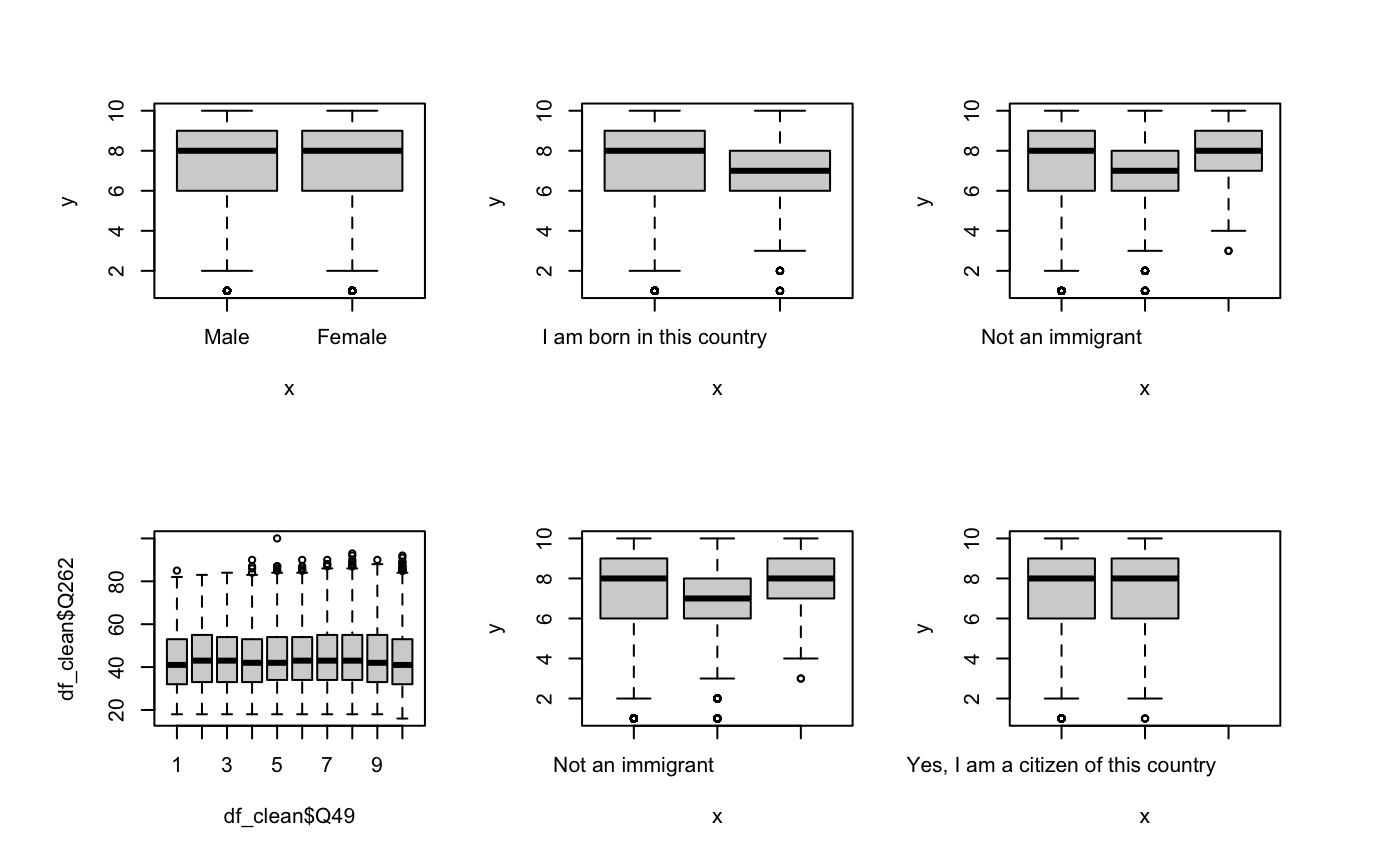 y
10
8
6
4
2
Male Female
x
y
10
8
6
4
2
I am born in this country
x
y
10
8
6
4
2
Not an immigrant
x
df_clean$Q262
80
60
40
20
1 3 5 7 9
df_clean$Q49
y
10
8
6
4
2
Not an immigrant
x
y
10
8
6
4
2
Yes, I am a citizen of this country
x